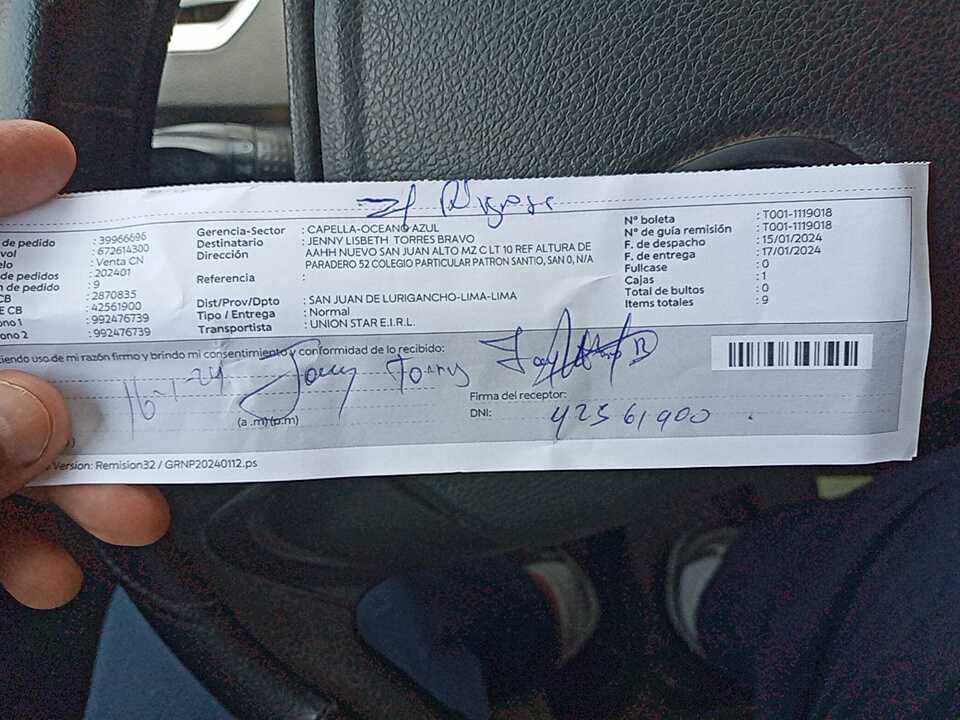 de pedido : 39966696
vol : 672614300
elo : Venta CN
de pedidos : 202401
n de pedido : 9
CB : 2870835
E CB : 42561900
ono 1 : 992476739
ono 2 : 992476739
Gerencia-Sector : CAPELLA-OCEANO AZUL
Destinatario : JENNY LISBETH TORRES BRAVO
Dirección : AAHH NUEVO SAN JUAN ALTO MZ C LT 10 REF ALTURA DE
PARADERO 52 COLEGIO PARTICULAR PATRON SANTIO, SAN 0, N/A
Referencia :
Dist/Prov/Dpto : SAN JUAN DE LURIGANCHO-LIMA-LIMA
Tipo / Entrega : Normal
Transportista : UNION STAR E.I.R.L.
N° boleta : T001-1119018
N° de guía remisión : T001-1119018
F. de despacho : 15/01/2024
F. de entrega : 17/01/2024
Fullcase : 0
Cajas : 1
Total de bultos : 0
Items totales : 9
ciendo uso de mi razón firmo y brindo mi consentimiento y conformidad de lo recibido:
16-1-24
(a .m) (p.m)
Firma del receptor:
DNI: 42561900
Version: Remision32 / GRNP20240112.ps